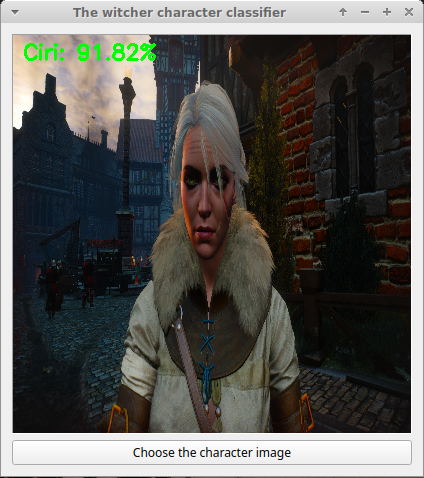 The witcher character classifier
Ciri: 91.82%
Choose the character image